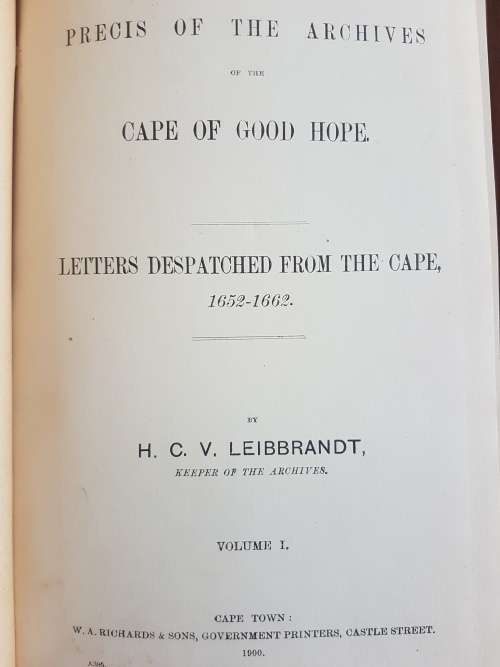 PRECIS OF THE ARCHIVES
OF THE
CAPE OF GOOD HOPE.
LETTERS DESPATCHED FROM THE CAPE,
1652-1662.
BY
H. C. V. LEIBBRANDT,
KEEPER OF THE ARCHIVES.
VOLUME I.
CAPE TOWN:
W. A. RICHARDS & SONS, GOVERNMENT PRINTERS, CASTLE STREET.
1900.